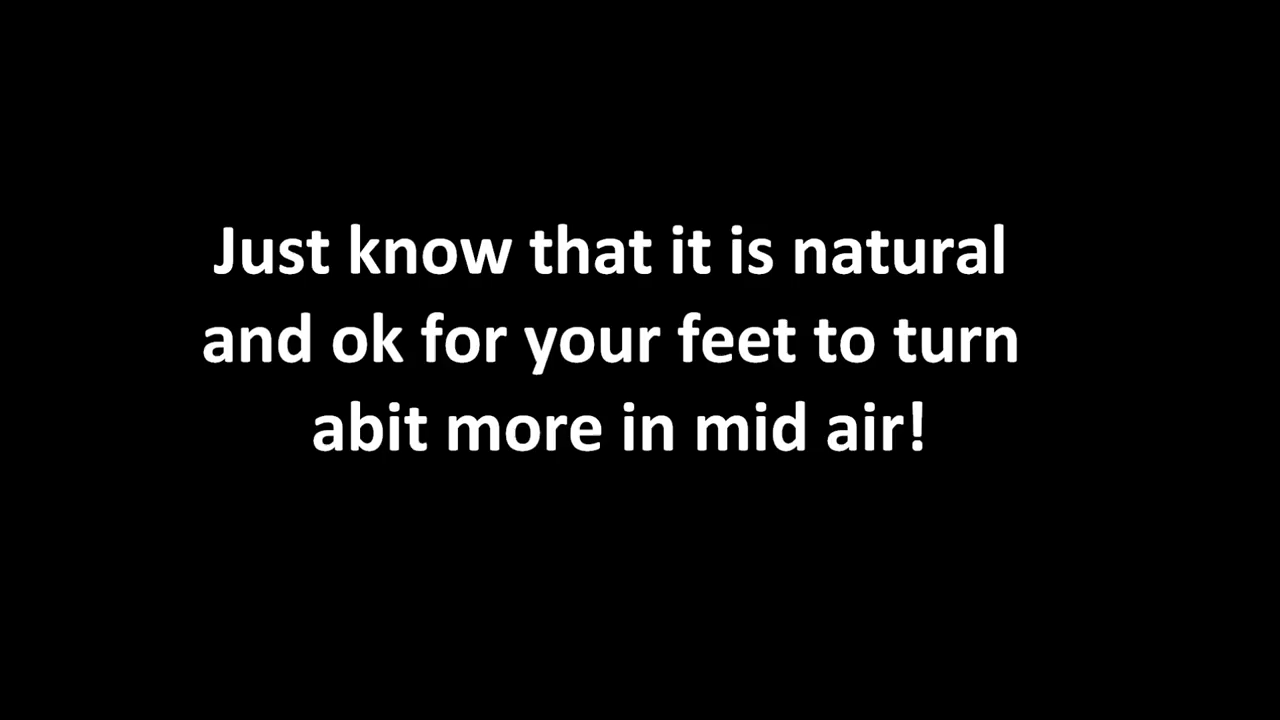 Just know that it is natural
and ok for your feet to turn
abit more in mid air!